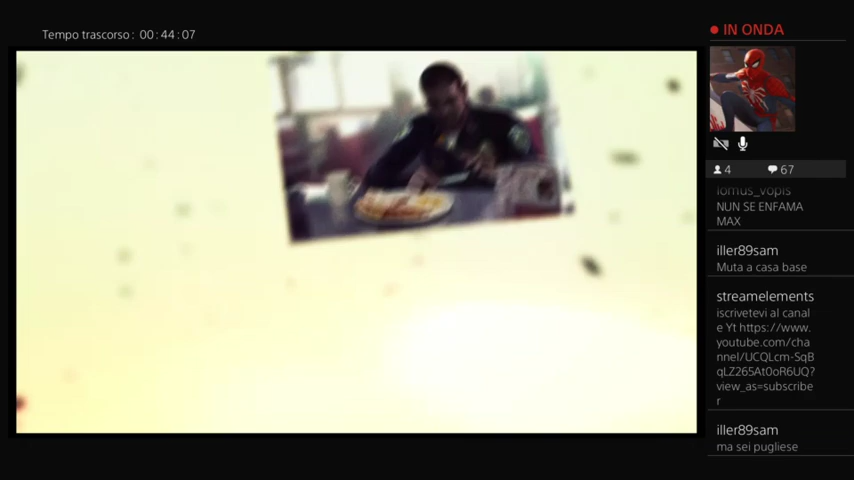 Tempo trascorso: 00:44:07
IN ONDA
4 67
lomus_vopis
NUN SE ENFAMA
MAX
iller89sam
Muta a casa base
streamelements
iscrivetevi al canal
e Yt https://www.
youtube.com/cha
nnel/UCQLcm-SqB
qLZ265At0oR6UQ?
view_as=subscribe
r
iller89sam
ma sei pugliese